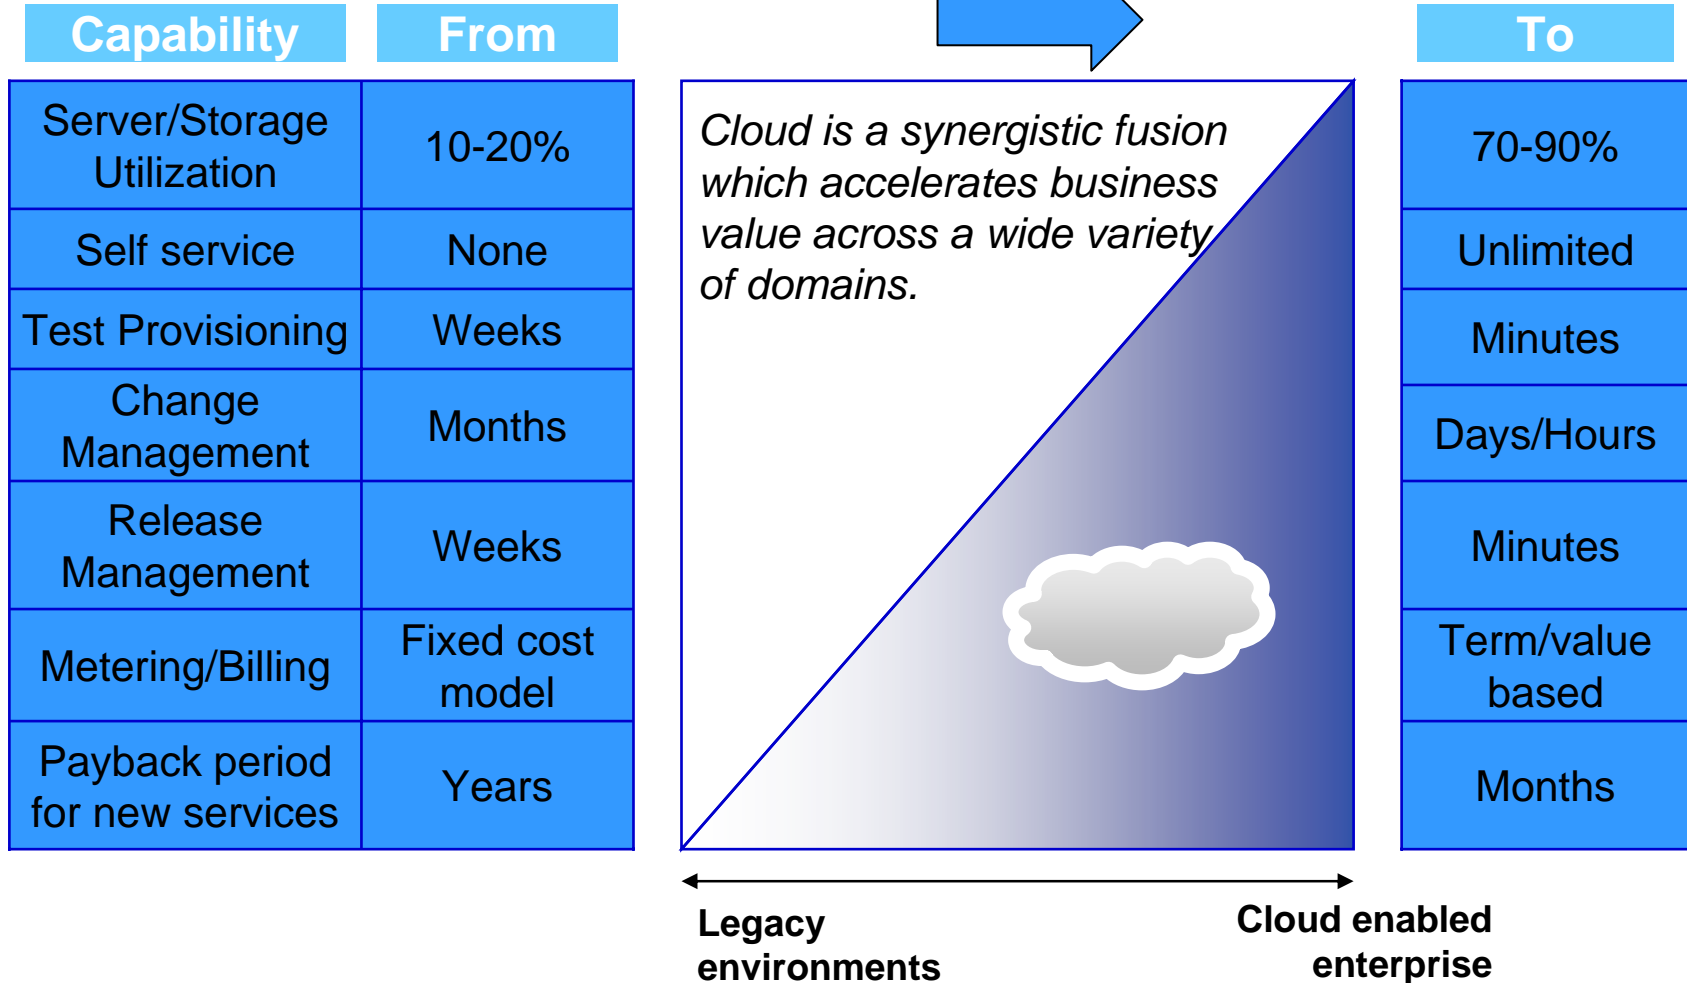 Capability
From
To
Server/Storage
Utilization
10-20%
70-90%
Self service
None
Unlimited
Test Provisioning
Weeks
Minutes
Change
Management
Months
Days/Hours
Release
Management
Weeks
Minutes
Metering/Billing
Fixed cost
model
Term/value
based
Payback period
for new services
Years
Months
Cloud is a synergistic fusion
which accelerates business
value across a wide variety
of domains.
Legacy
environments
Cloud enabled
enterprise